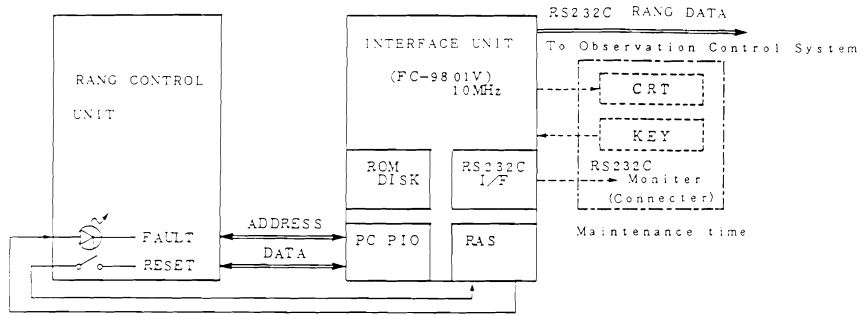 RS232C RANG DATA
To Observation Control System
INTERFACE UNIT
(FC-9801V)
10MHz
RANG CONTROL
UNIT
CRT
KEY
ROM
DISK
RS232C
I/F
RS232C
Moniter
(Connecter)
Maintenance time
ADDRESS
DATA
FAULT
RESET
PC PIO
RAS